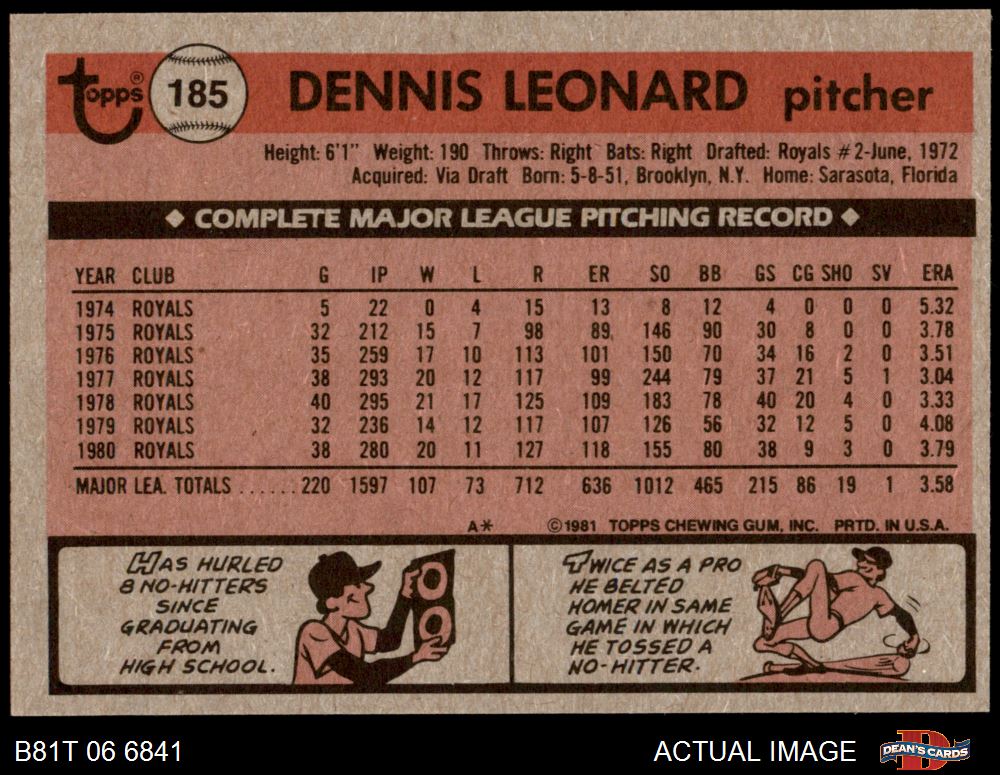 Topps® 185 DENNIS LEONARD pitcher
Height: 6'1" Weight: 190 Throws: Right Bats: Right Drafted: Royals #2-June, 1972
Acquired: Via Draft Born: 5-8-51, Brooklyn, N.Y. Home: Sarasota, Florida
◆ COMPLETE MAJOR LEAGUE PITCHING RECORD ◆
YEAR CLUB G IP W L R ER SO BB GS CG SHO SV ERA
1974 ROYALS 5 22 0 4 15 13 8 12 4 0 0 0 5.32
1975 ROYALS 32 212 15 7 98 89 146 90 30 8 0 0 3.78
1976 ROYALS 35 259 17 10 113 101 150 70 34 16 2 0 3.51
1977 ROYALS 38 293 20 12 117 99 244 79 37 21 5 1 3.04
1978 ROYALS 40 295 21 17 125 109 183 78 40 20 4 0 3.33
1979 ROYALS 32 236 14 12 117 107 126 56 32 12 5 0 4.08
1980 ROYALS 38 280 20 11 127 118 155 80 38 9 3 0 3.79
MAJOR LEA. TOTALS ...... 220 1597 107 73 712 636 1012 465 215 86 19 1 3.58
A* ©1981 TOPPS CHEWING GUM, INC. PRTD. IN U.S.A.
HAS HURLED
8 NO-HITTERS
SINCE
GRADUATING
FROM
HIGH SCHOOL.
TWICE AS A PRO
HE BELTED
HOMER IN SAME
GAME IN WHICH
HE TOSSED A
NO-HITTER.
B81T 06 6841 ACTUAL IMAGE DEAN'S CARDS